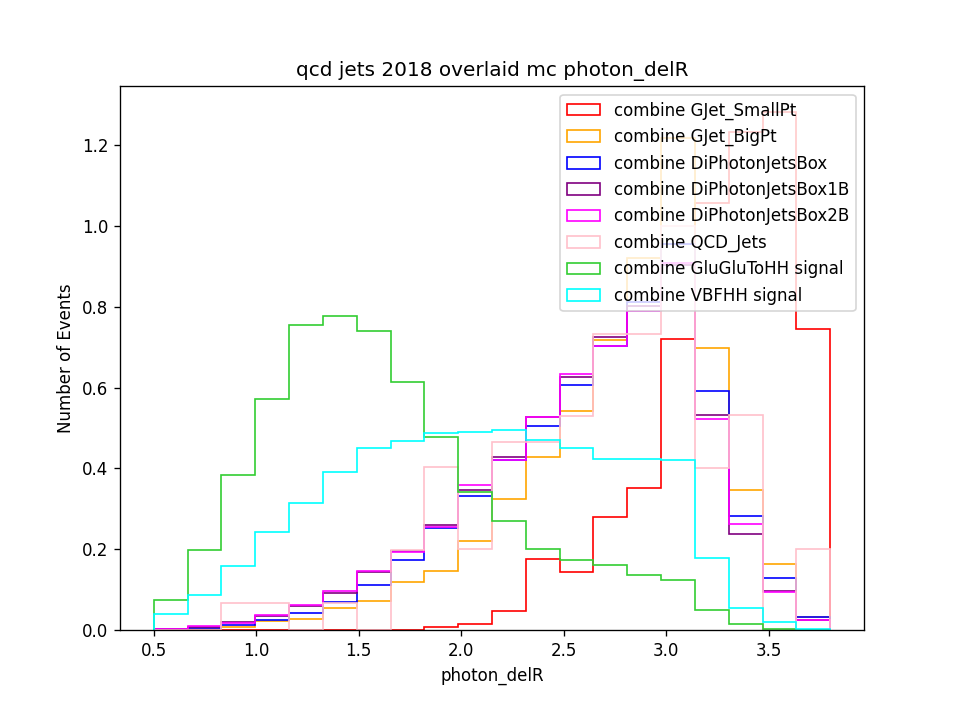 qcd jets 2018 overlaid mc photon_delR
combine GJet_SmallPt
combine GJet_BigPt
combine DiPhotonJetsBox
combine DiPhotonJetsBox1B
combine DiPhotonJetsBox2B
combine QCD_Jets
combine GluGluToHH signal
combine VBFHH signal
Number of Events
1.2
1.0
0.8
0.6
0.4
0.2
0.0
0.5 1.0 1.5 2.0 2.5 3.0 3.5
photon_delR